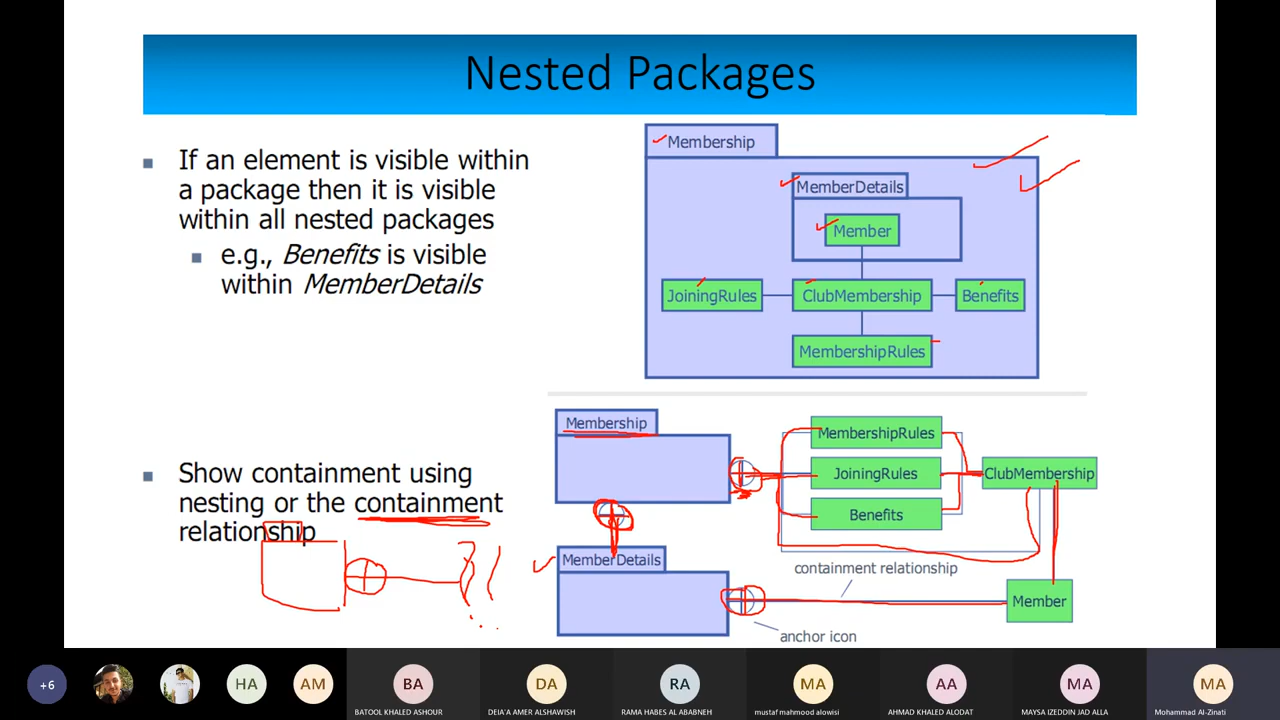 Nested Packages
If an element is visible within
a package then it is visible
within all nested packages
e.g., Benefits is visible
within MemberDetails
Membership
MemberDetails
Member
JoiningRules
ClubMembership
Benefits
MembershipRules
Show containment using
nesting or the containment
relationship
Membership
MembershipRules
JoiningRules
ClubMembership
Benefits
MemberDetails
containment relationship
Member
anchor icon
+6
HA
AM
BA
DA
RA
MA
AA
MA
MA
BATOOL KHALED ASHOUR
DEIA'A AMER ALSHAWISH
RAMA HABES AL ABABNEH
mustaf mahmood alowisi
AHMAD KHALED ALODAT
MAYSA IZEDDIN JAD ALLA
Mohammad Al-Zinati